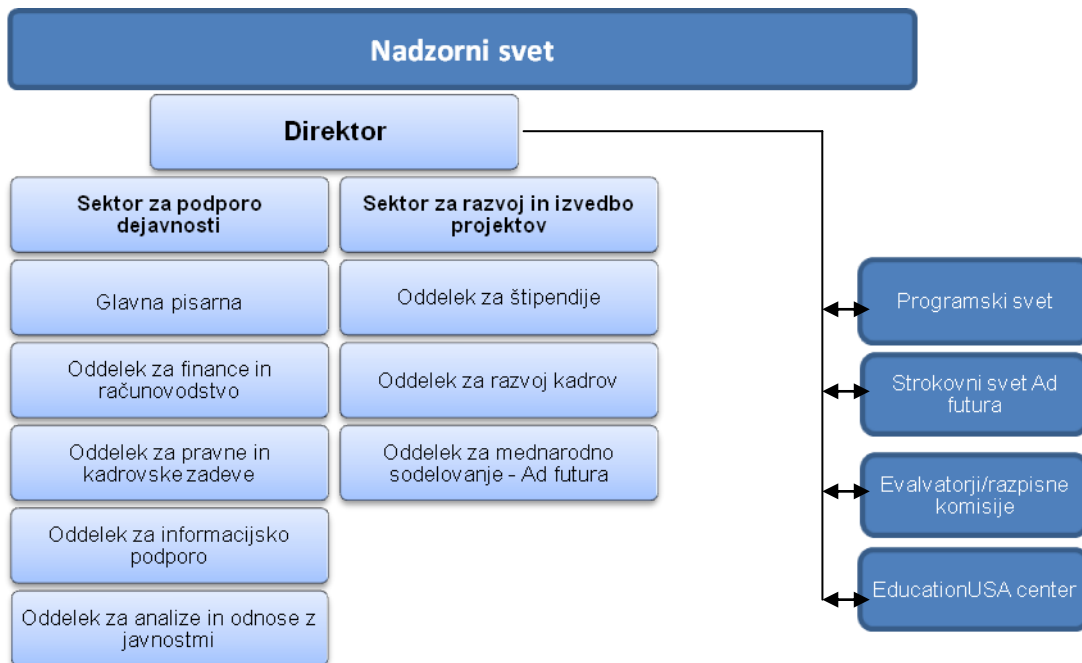 Nadzorni svet
Direktor
Sektor za podporo
dejavnosti
Glavna pisarna
Oddelek za finance in
računovodstvo
Oddelek za pravne in
kadrovske zadeve
Oddelek za informacijsko
podporo
Oddelek za analize in odnose z
javnostmi
Sektor za razvoj in izvedbo
projektov
Oddelek za štipendije
Oddelek za razvoj kadrov
Oddelek za mednarodno
sodelovanje - Ad futura
Programski svet
Strokovni svet Ad
futura
Evalvatorji/razpisne
komisije
EducationUSA center